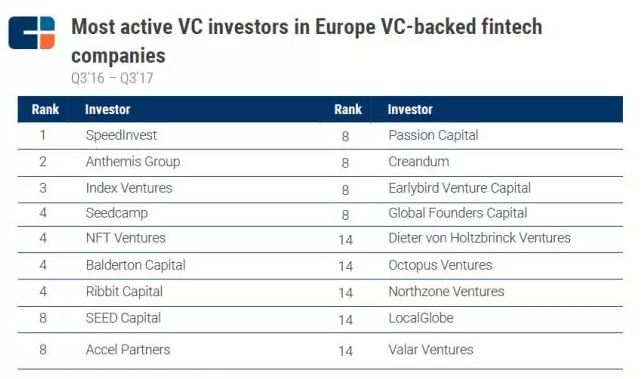 Most active VC investors in Europe VC-backed fintech
companies
Q3'16 – Q3'17
Rank Investor Rank Investor
1 SpeedInvest 8 Passion Capital
2 Anthemis Group 8 Creandum
3 Index Ventures 8 Earlybird Venture Capital
4 Seedcamp 8 Global Founders Capital
4 NFT Ventures 14 Dieter von Holtzbrinck Ventures
4 Balderton Capital 14 Octopus Ventures
4 Ribbit Capital 14 Northzone Ventures
8 SEED Capital 14 LocalGlobe
8 Accel Partners 14 Valar Ventures